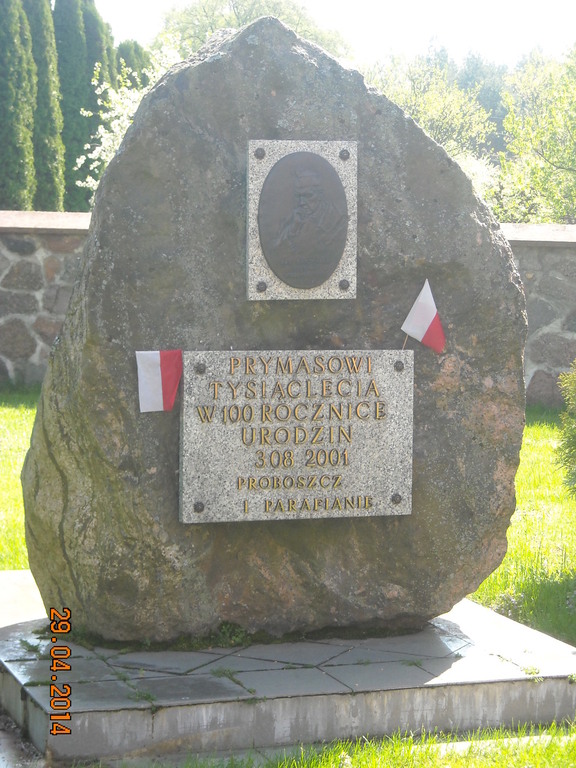 PRYMASOWI
TYSIĄCLECIA
W 100 ROCZNICĘ
URODZIN
3.08 2001
PROBOSZCZ
I PARAFIANIE
29.04.2014